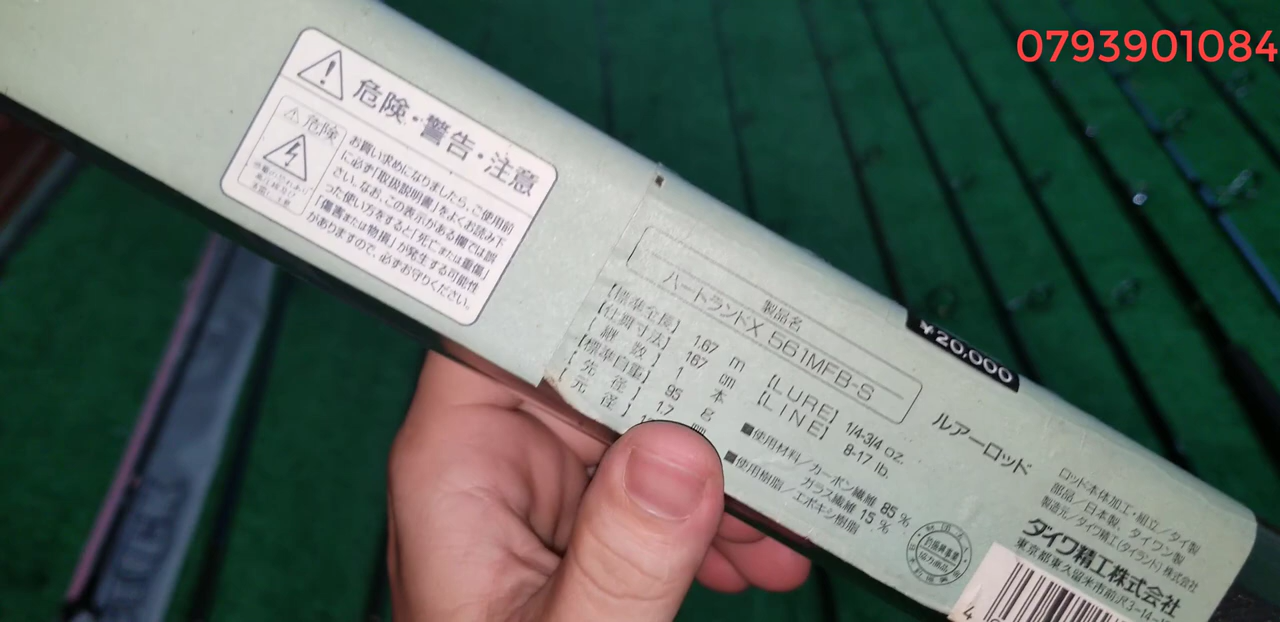 0793901084
危険・警告・注意
危険
お買い求めになりましたら、ご使用前
に必ず「取扱説明書」をよくお読み下
さい。なお、この表示がある欄では誤
った使い方をすると「死亡または重傷」
「傷害または物損」が発生する可能性
がありますので、必ずお守りください。
製品名
ハートランドX 561MFB-S
¥20,000
【標準全長】 1.67 m
【仕舞寸法】 167 cm
【継数】 1 本
【標準自重】 95 g
【先径】 1.7 mm
【元径】
[LURE] 1/4-3/4 oz.
[LINE] 8-17 lb.
■使用材料/カーボン繊維 85%
ガラス繊維 15%
■使用樹脂/エポキシ樹脂
ルアーロッド
ロッド本体加工・組立/タイ製
部品/日本製、タイワン製
製造元/ダイワ精工(タイランド)株式会社
ダイワ精工株式会社
東京都東久留米市前沢3-14-
4